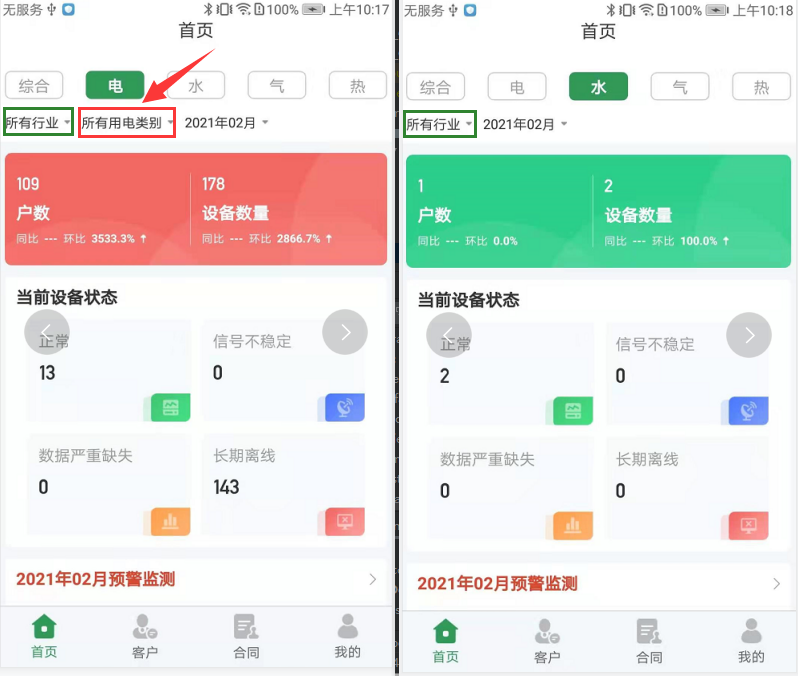 无服务 100% 上午10:17
首页
综合 电 水 气 热
所有行业 所有用电类别 2021年02月
109 178
户数 设备数量
同比 --- 环比 3533.3% ↑ 同比 --- 环比 2866.7% ↑
当前设备状态
正常 信号不稳定
13 0
数据严重缺失 长期离线
0 143
2021年02月预警监测
首页 客户 合同 我的
无服务 100% 上午10:18
首页
综合 电 水 气 热
所有行业 2021年02月
1 2
户数 设备数量
同比 --- 环比 0.0% 同比 --- 环比 100.0% ↑
当前设备状态
正常 信号不稳定
2 0
数据严重缺失 长期离线
0 0
2021年02月预警监测
首页 客户 合同 我的